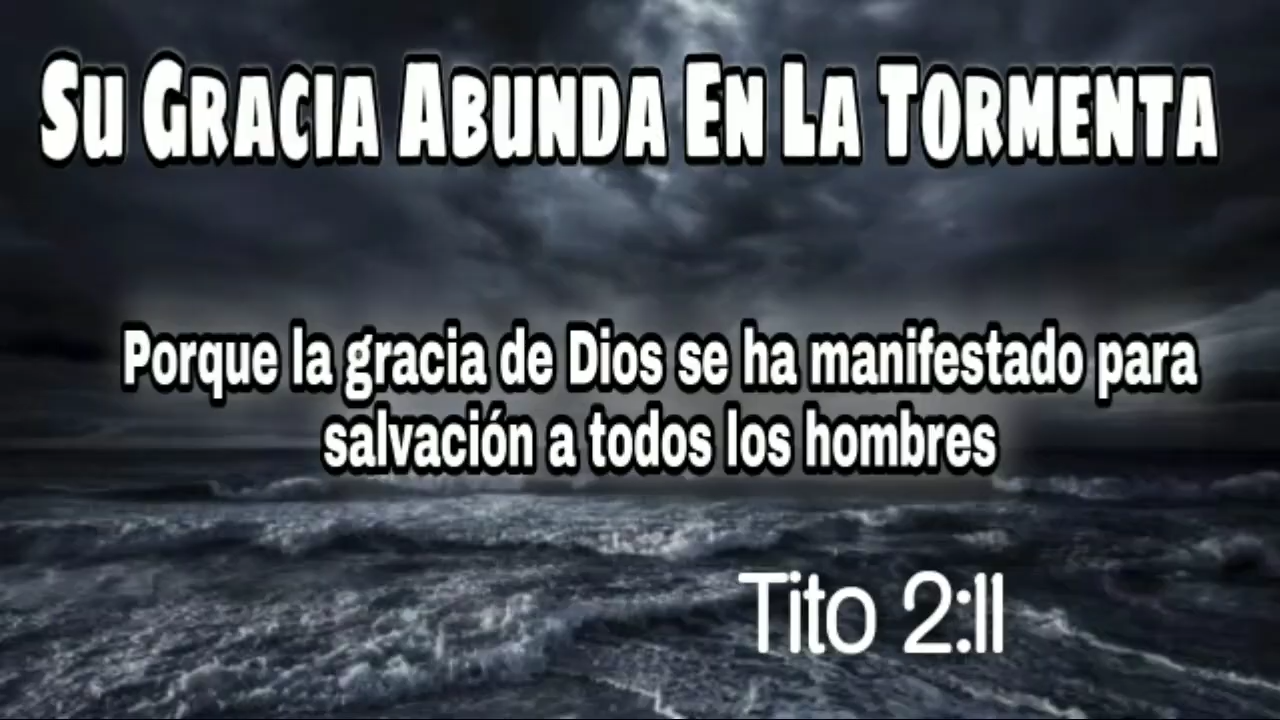 Su Gracia Abunda En La Tormenta
Porque la gracia de Dios se ha manifestado para
salvación a todos los hombres
Tito 2:11